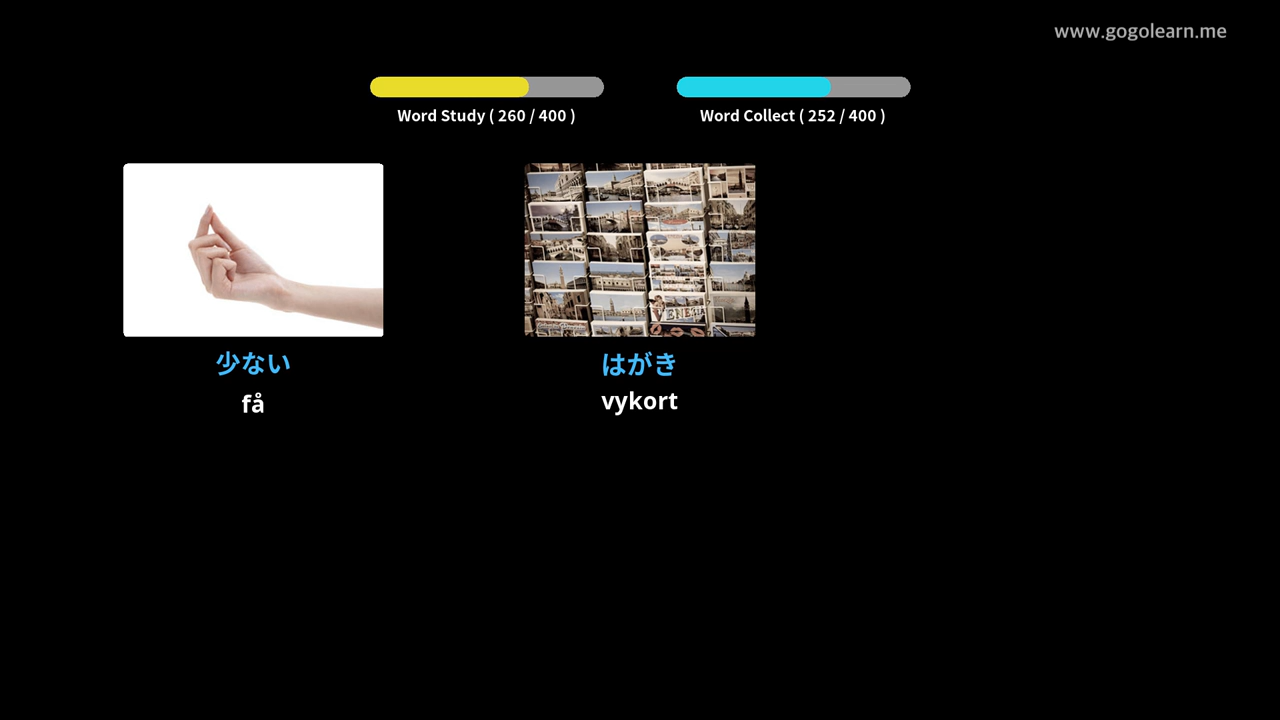 www.gogolearn.me
Word Study ( 260 / 400 )
Word Collect ( 252 / 400 )
VENEZ
少ない
はがき
få
vykort